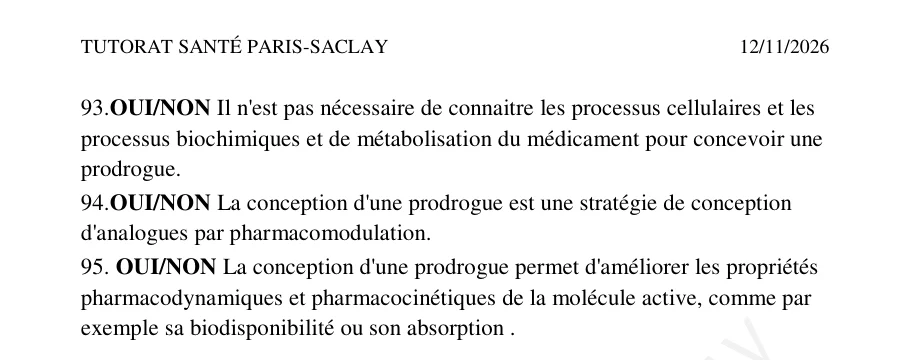 TUTORAT SANTÉ PARIS-SACLAY 12/11/2026
93.OUI/NON Il n'est pas nécessaire de connaitre les processus cellulaires et les
processus biochimiques et de métabolisation du médicament pour concevoir une
prodrogue.
94.OUI/NON La conception d'une prodrogue est une stratégie de conception
d'analogues par pharmacomodulation.
95. OUI/NON La conception d'une prodrogue permet d'améliorer les propriétés
pharmacodynamiques et pharmacocinétiques de la molécule active, comme par
exemple sa biodisponibilité ou son absorption .